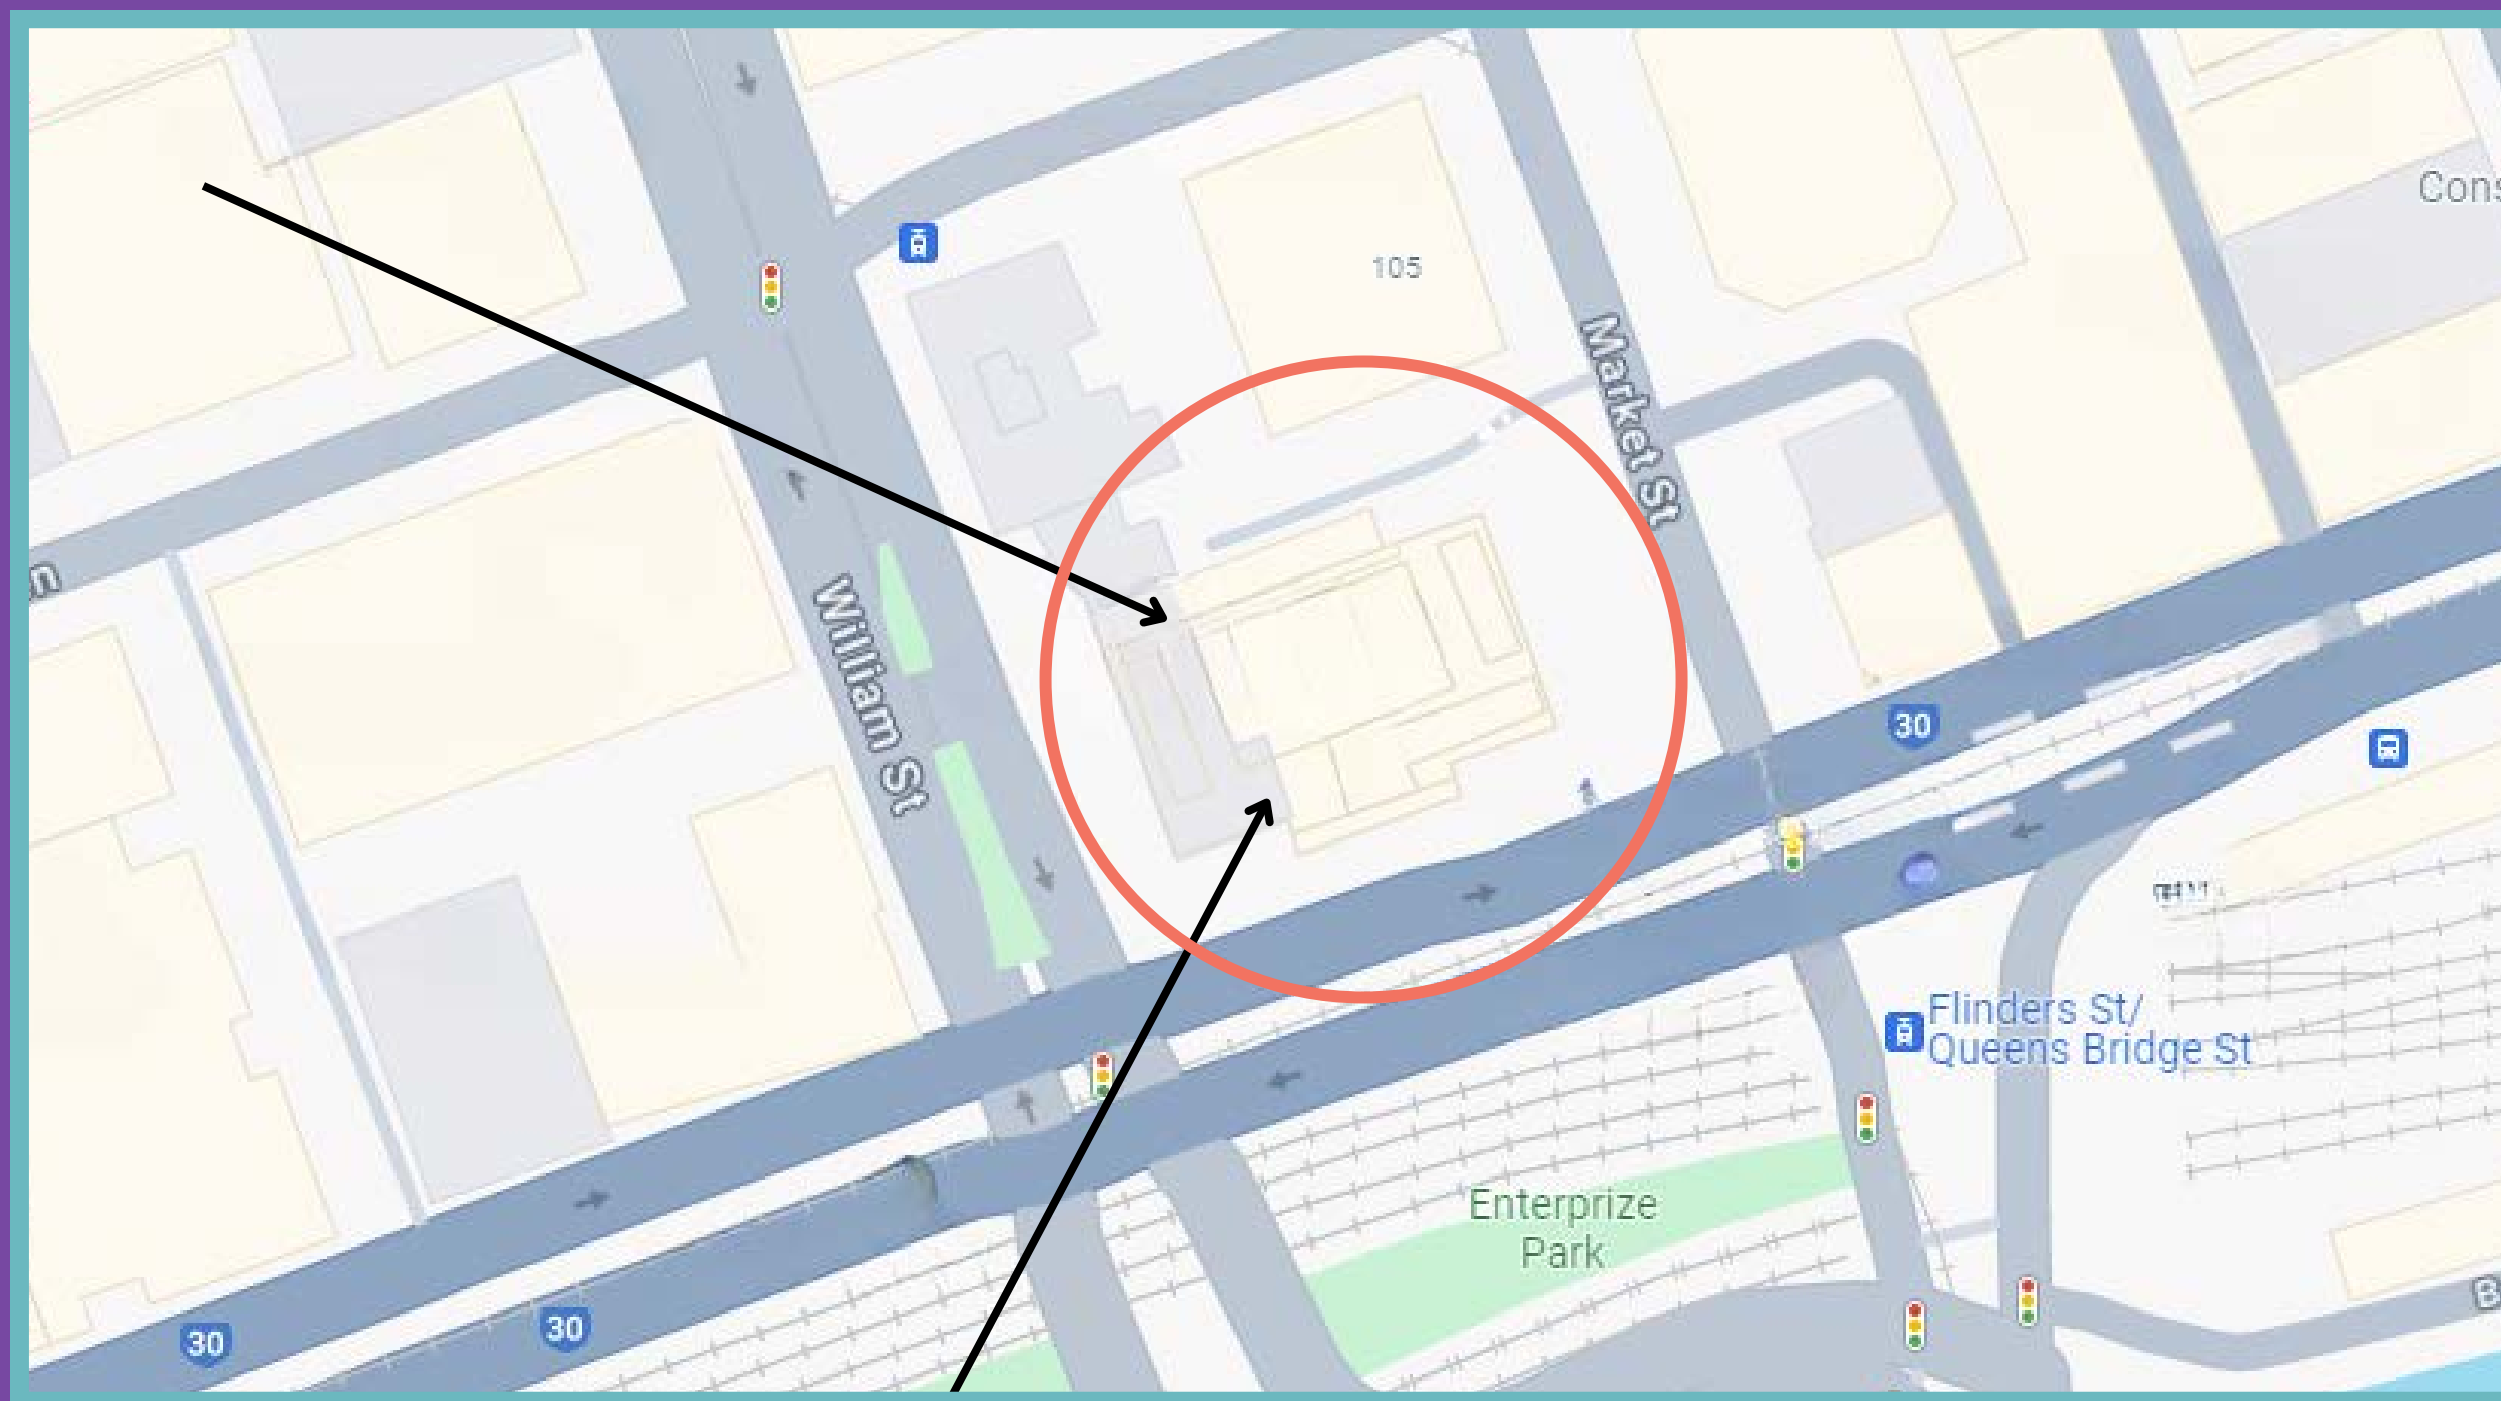 Cons
105
Market St
William St
30
Flinders St/
Queens Bridge St
Enterprize
Park
30
30